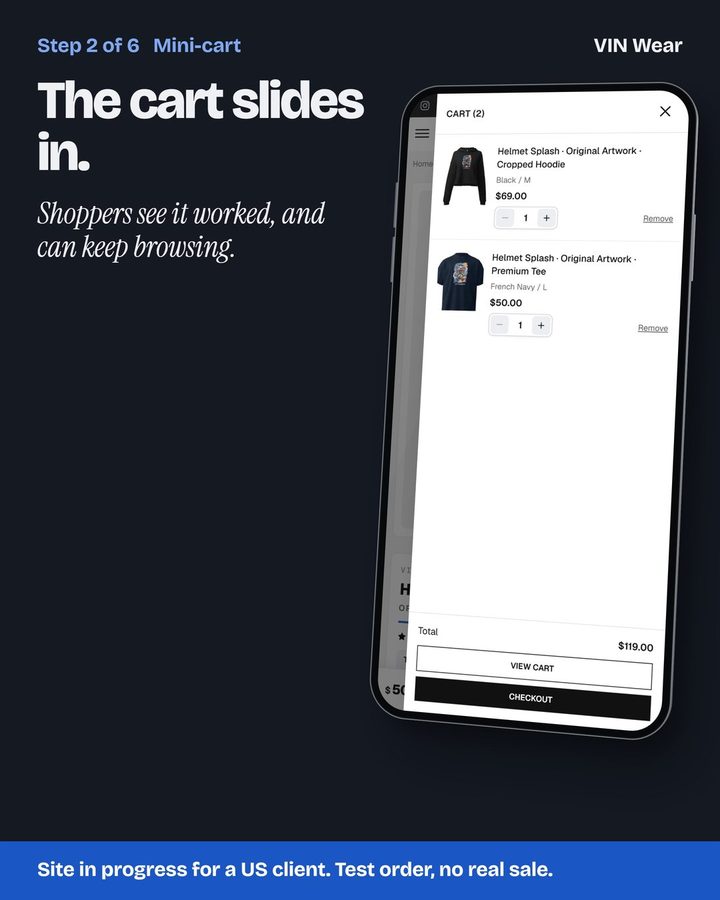 Step 2 of 6 Mini-cart
VIN Wear
The cart slides
in.
Shoppers see it worked, and
can keep browsing.
CART (2)
Helmet Splash · Original Artwork ·
Cropped Hoodie
Black / M
$69.00
− 1 +
Remove
Helmet Splash · Original Artwork ·
Premium Tee
French Navy / L
$50.00
− 1 +
Remove
Home
Total
$119.00
VIEW CART
CHECKOUT
Site in progress for a US client. Test order, no real sale.